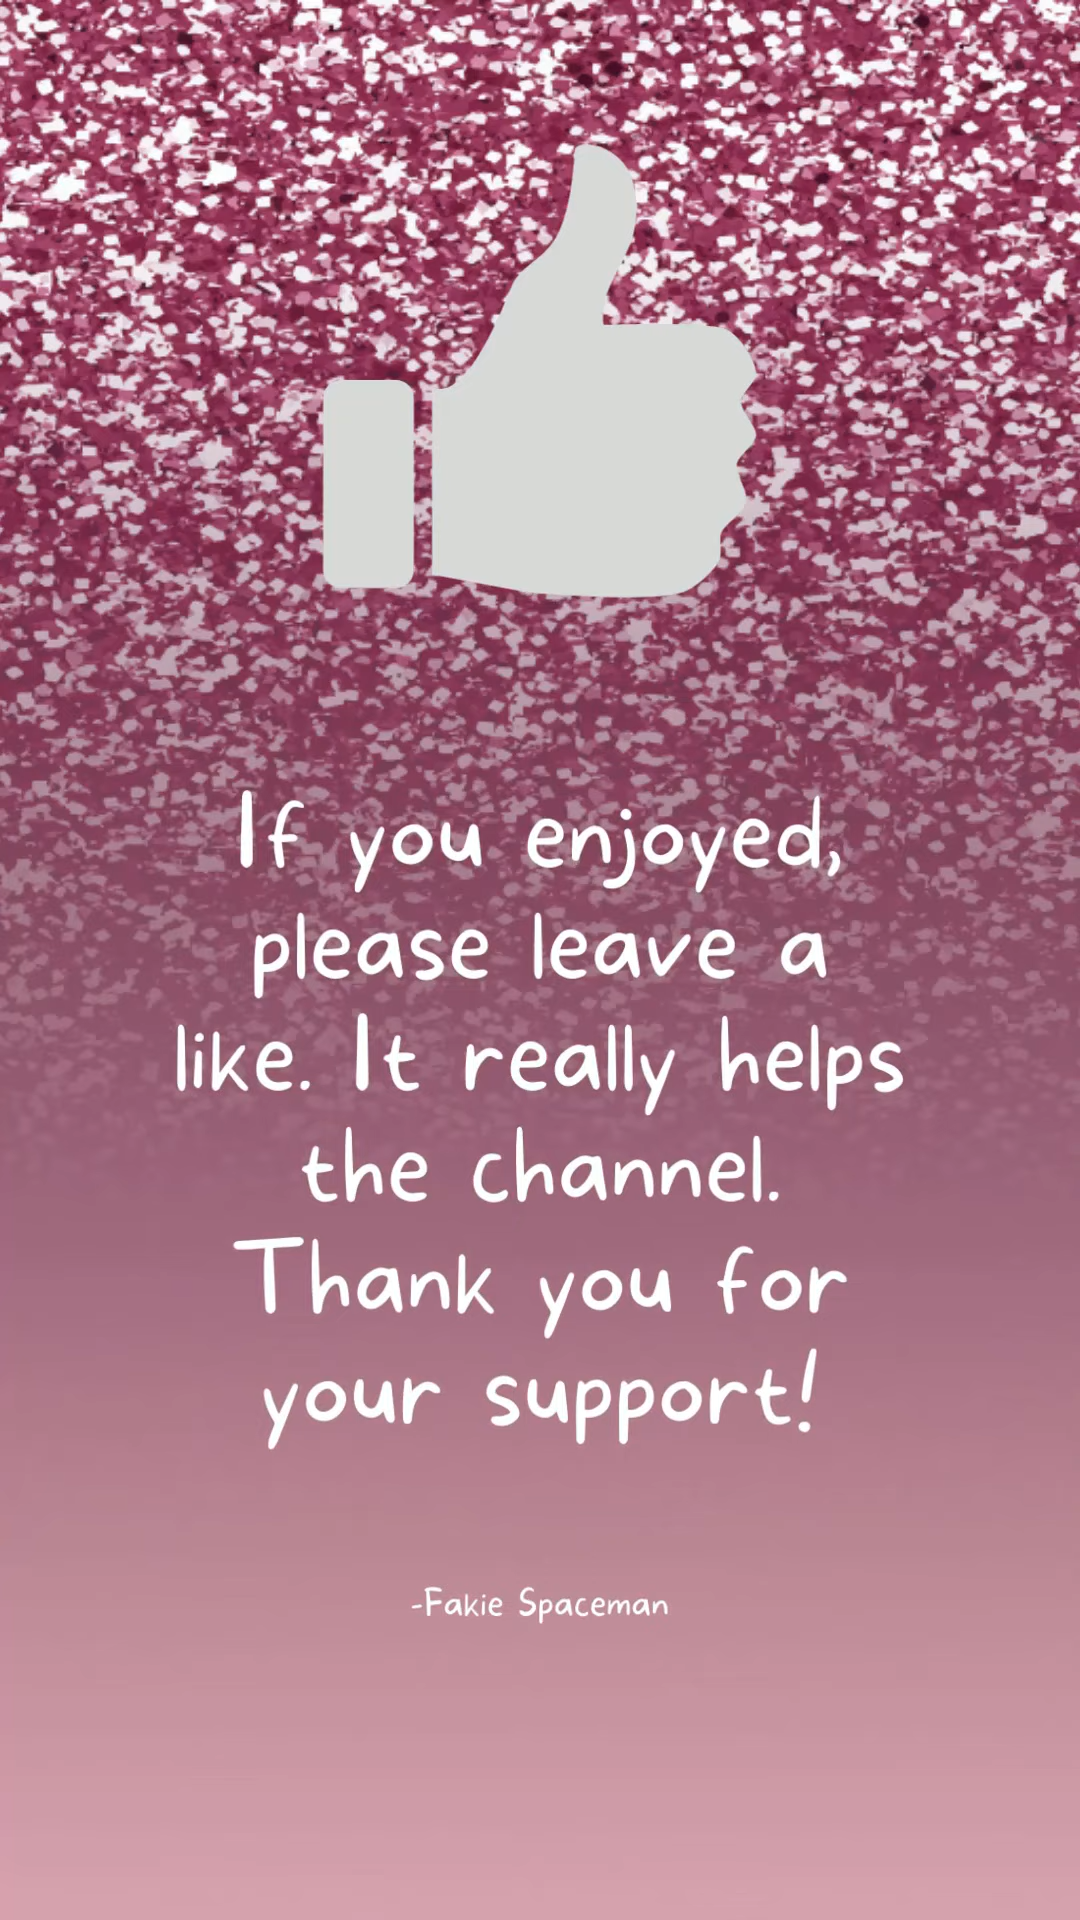 If you enjoyed,
please leave a
like. It really helps
the channel.
Thank you for
your support!
-Fakie Spaceman